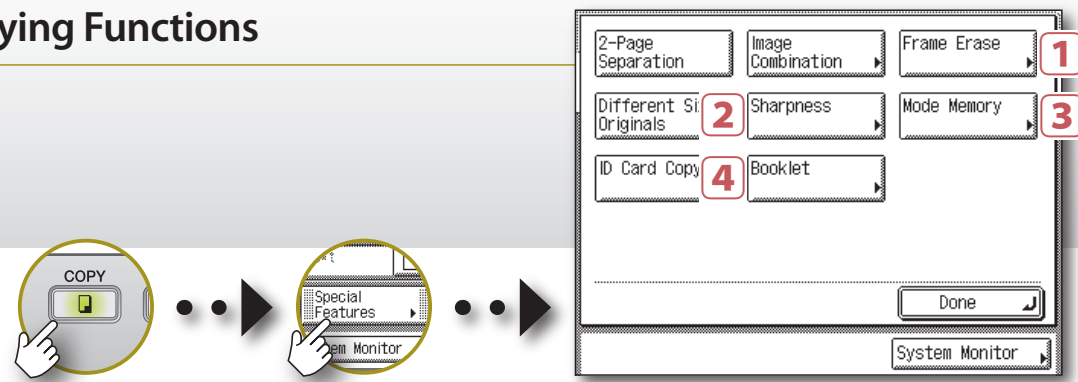 ying Functions
2-Page
Separation
Image
Combination
Frame Erase
1
Different Si
Originals
2
Sharpness
Mode Memory
3
ID Card Copy
4
Booklet
Done
System Monitor
COPY
Special
Features
em Monitor